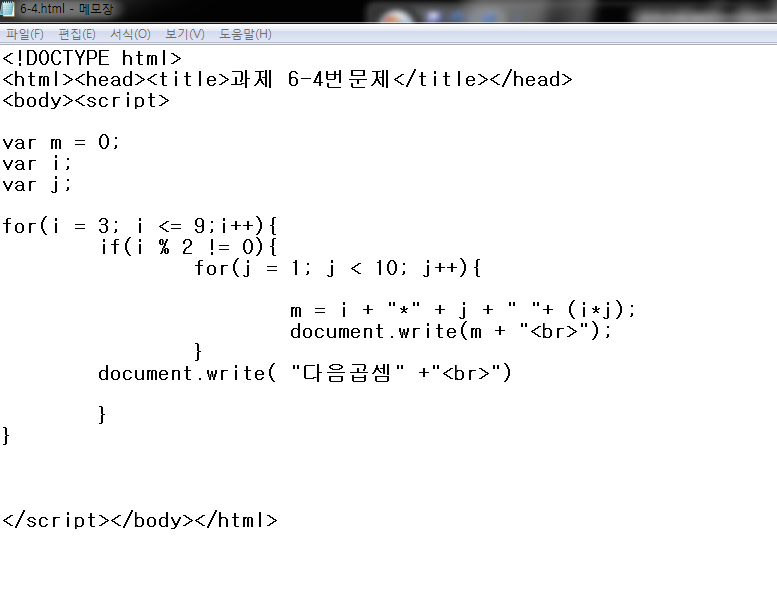 6-4.html - 메모장
파일(F) 편집(E) 서식(O) 보기(V) 도움말(H)
<!DOCTYPE html>
<html><head><title>과제 6-4번문제</title></head>
<body><script>
var m = 0;
var i;
var j;
for(i = 3; i <= 9;i++){
if(i % 2 != 0){
for(j = 1; j < 10; j++){
m = i + "*" + j + " "+ (i*j);
document.write(m + "<br>");
}
document.write( "다음곱셈" +"<br>")
}
}
</script></body></html>